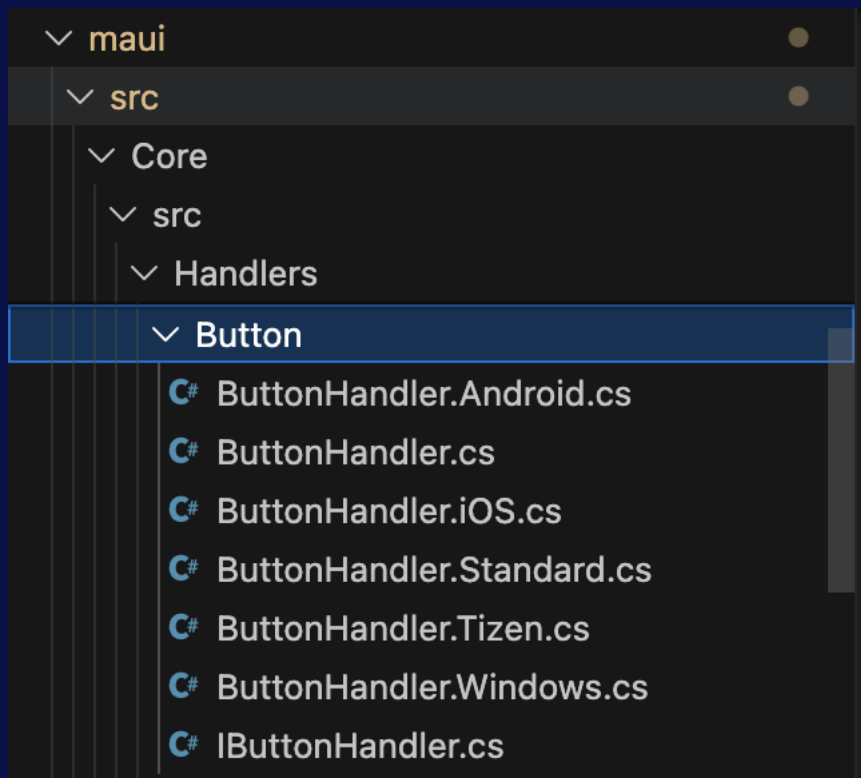 maui
src
Core
src
Handlers
Button
C# ButtonHandler.Android.cs
C# ButtonHandler.cs
C# ButtonHandler.iOS.cs
C# ButtonHandler.Standard.cs
C# ButtonHandler.Tizen.cs
C# ButtonHandler.Windows.cs
C# IButtonHandler.cs